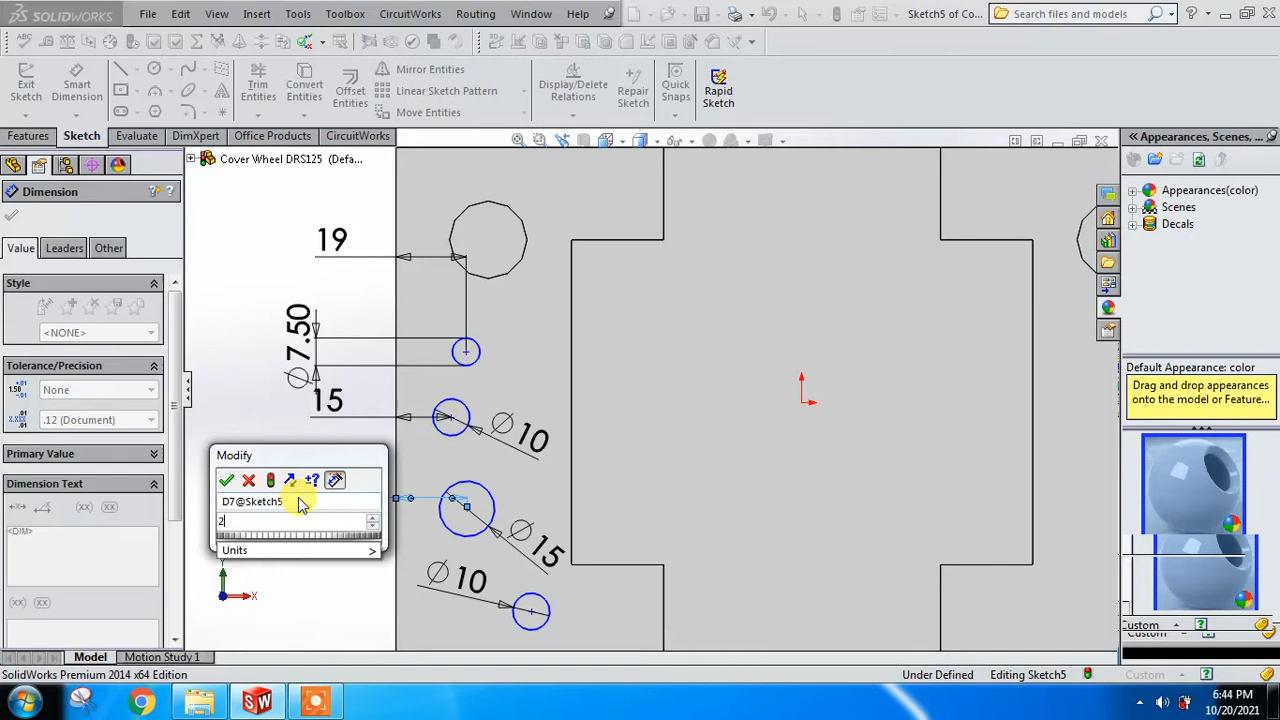 SOLIDWORKS File Edit View Insert Tools Toolbox CircuitWorks Routing Window Help Sketch5 of Co... Search files and models
Exit Sketch
Smart Dimension
Trim Entities
Convert Entities
Offset Entities
Mirror Entities
Linear Sketch Pattern
Move Entities
Display/Delete Relations
Repair Sketch
Quick Snaps
Rapid Sketch
Features Sketch Evaluate DimXpert Office Products CircuitWorks
Appearances, Scenes, ...
Cover Wheel DRS125 (Defa...
Dimension
Value Leaders Other
Style
<NONE>
Tolerance/Precision
None
.12 (Document)
Primary Value
Dimension Text
<DIM>
19
Ø 7.50
15
Ø 10
Ø 15
Ø 10
Modify
D7@Sketch5
2
Units >
Y
X
Appearances(color)
Scenes
Decals
Default Appearance: color
Drag and drop appearances
onto the model or Feature...
Custom
Model Motion Study 1
SolidWorks Premium 2014 x64 Edition Under Defined Editing Sketch5 Custom
6:44 PM
10/20/2021